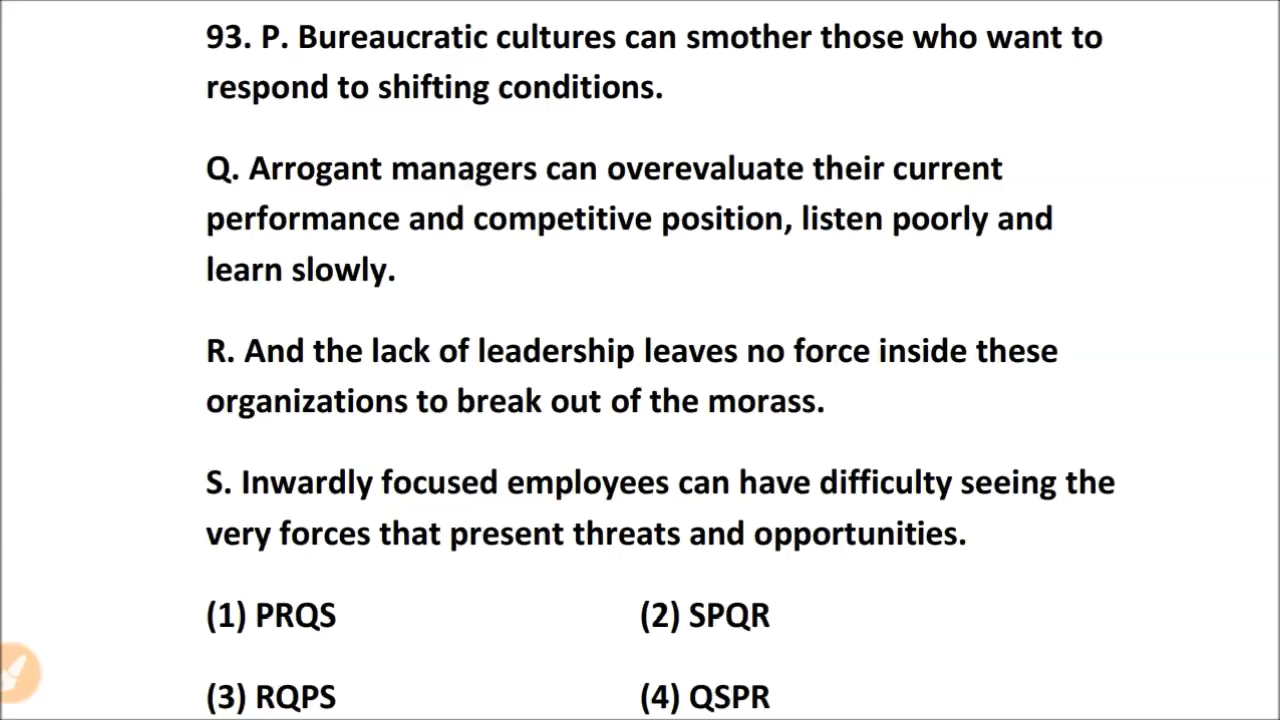 93. P. Bureaucratic cultures can smother those who want to
respond to shifting conditions.
Q. Arrogant managers can overevaluate their current
performance and competitive position, listen poorly and
learn slowly.
R. And the lack of leadership leaves no force inside these
organizations to break out of the morass.
S. Inwardly focused employees can have difficulty seeing the
very forces that present threats and opportunities.
(1) PRQS (2) SPQR
(3) RQPS (4) QSPR